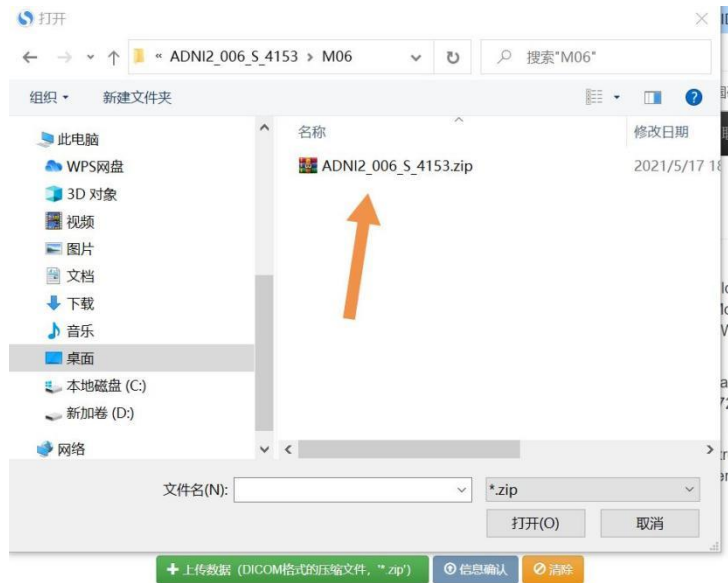 打开
« ADNI2_006_S_4153 › M06
搜索"M06"
组织
新建文件夹
名称
修改日期
此电脑
WPS网盘
3D 对象
视频
图片
文档
下载
音乐
桌面
本地磁盘 (C:)
新加卷 (D:)
网络
ADNI2_006_S_4153.zip
2021/5/17 18
文件名(N):
*.zip
打开(O)
取消
上传数据 (DICOM格式的压缩文件, '*.zip')
信息确认
清除